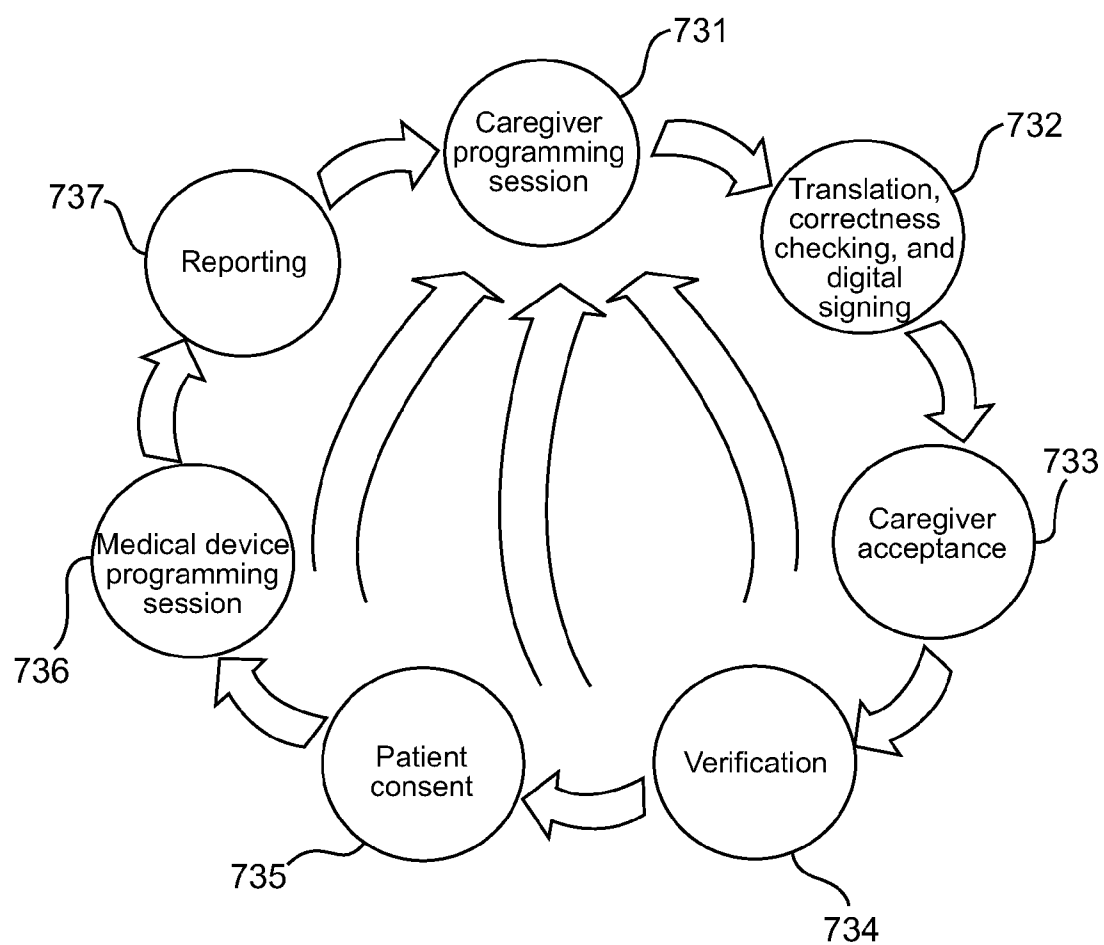 731
Caregiver
programming
session
732
Translation,
correctness
checking, and
digital
signing
737
Reporting
733
Caregiver
acceptance
Medical device
programming
session
736
Patient
consent
735
Verification
734